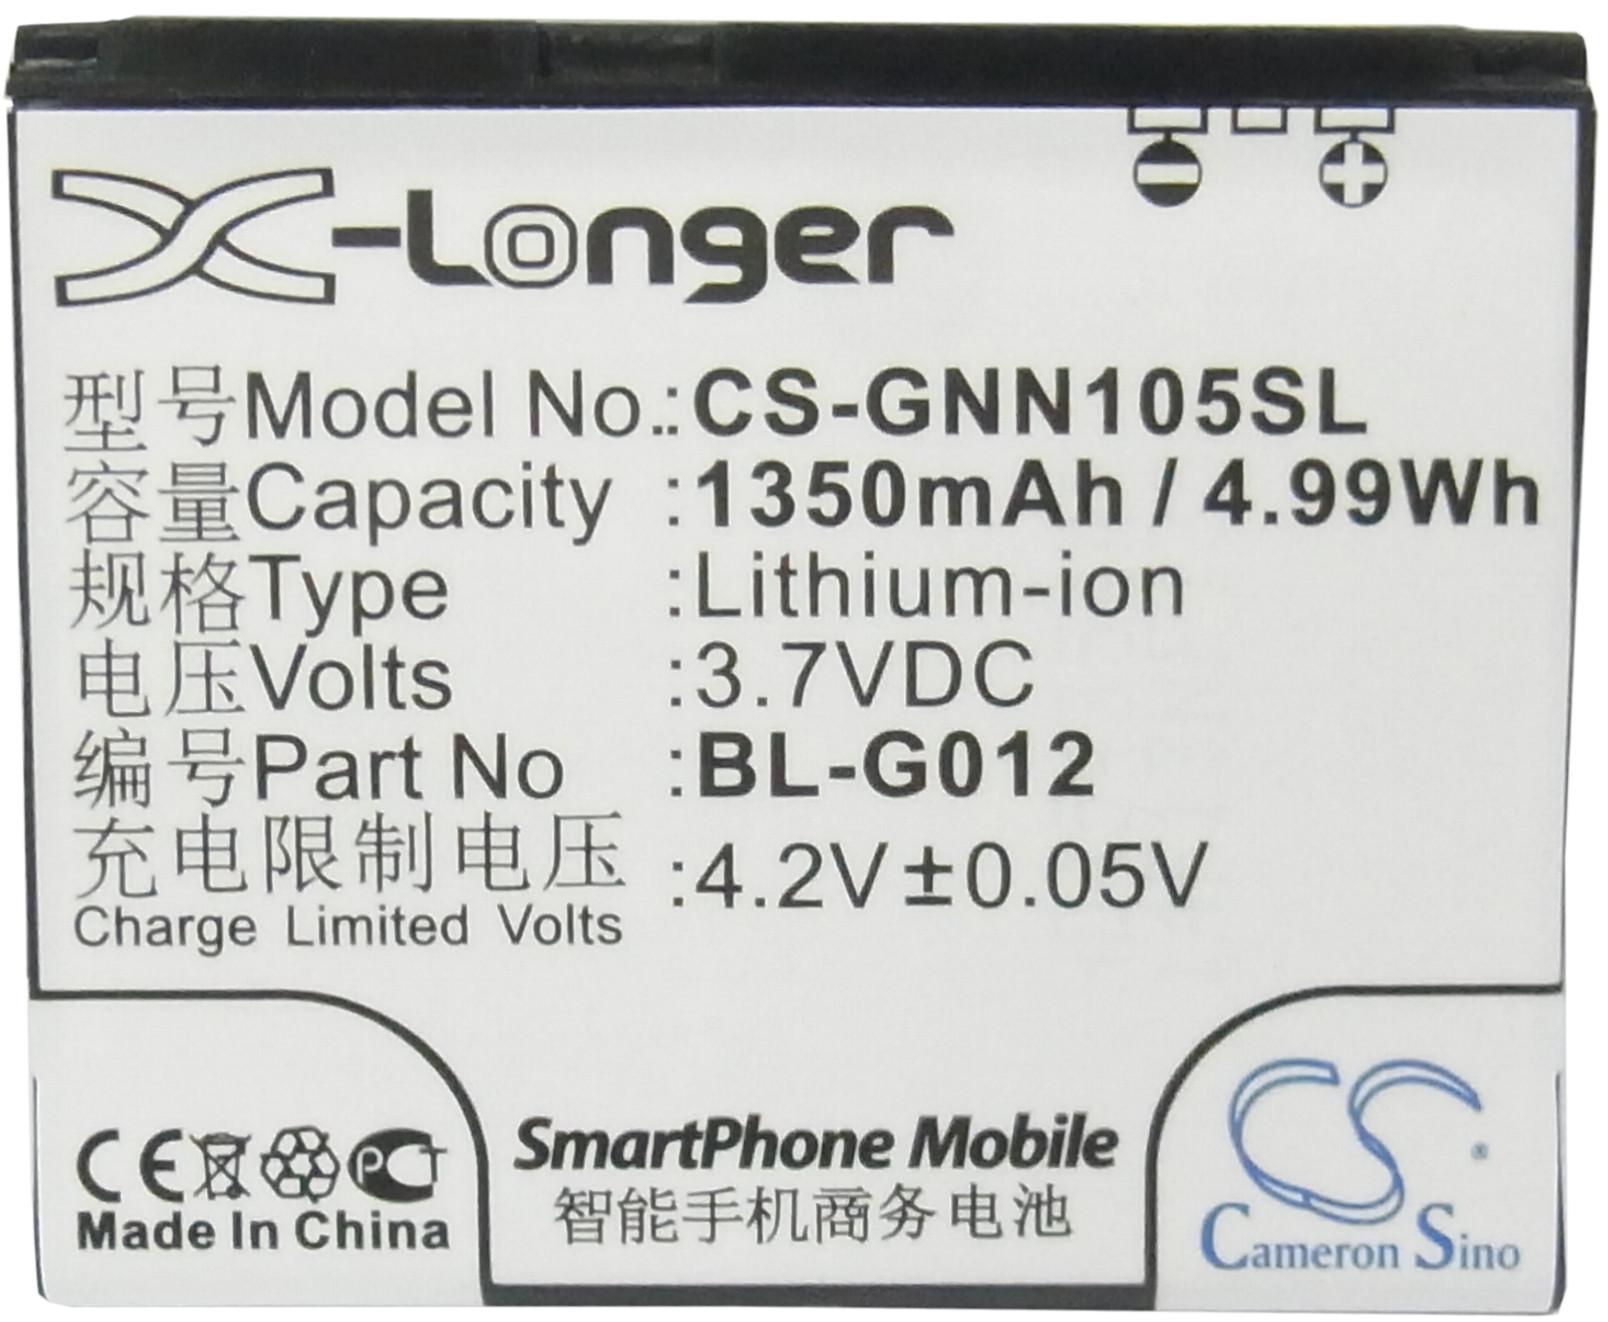 X-Longer
型号Model No.:CS-GNN105SL
容量Capacity :1350mAh / 4.99Wh
规格Type :Lithium-ion
电压Volts :3.7VDC
编号Part No :BL-G012
充电限制电压 :4.2V±0.05V
Charge Limited Volts
CE PCT
Made In China
SmartPhone Mobile
智能手机商务电池
CS ®
Cameron Sino